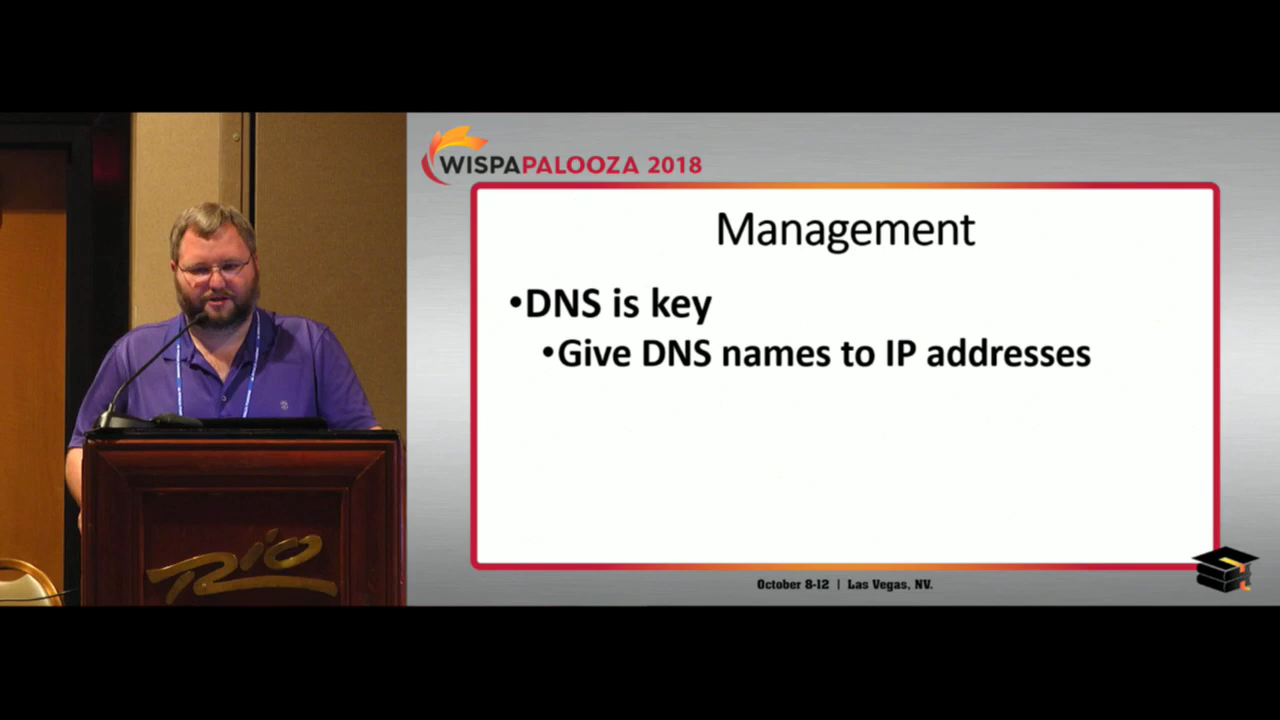 WISPAPALOOZA 2018
Management
•DNS is key
•Give DNS names to IP addresses
October 8-12 | Las Vegas, NV.
Rio